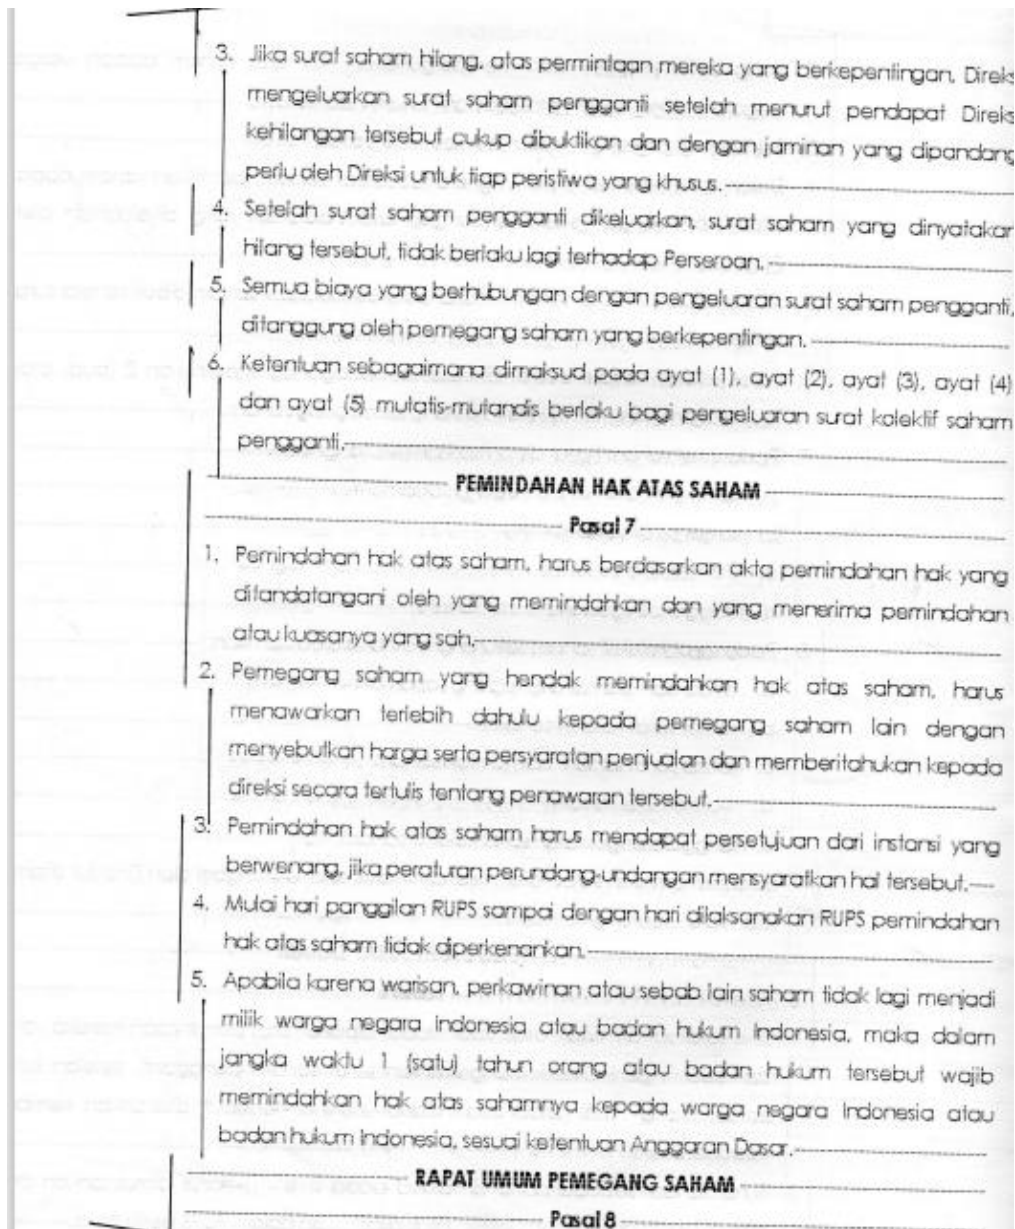 3. Jika surat saham hilang, atas permintaan mereka yang berkepentingan, Direks
mengeluarkan surat saham pengganti setelah menurut pendapat Direks
kehilangan tersebut cukup dibuktikan dan dengan jaminan yang dipandang
perlu oleh Direksi untuk tiap peristiwa yang khusus.
4. Setelah surat saham pengganti dikeluarkan, surat saham yang dinyatakan
hilang tersebut, tidak berlaku lagi terhadap Perseroan.
5. Semua biaya yang berhubungan dengan pengeluaran surat saham pengganti,
ditanggung oleh pemegang saham yang berkepentingan.
6. Ketentuan sebagaimana dimaksud pada ayat (1), ayat (2), ayat (3), ayat (4)
dan ayat (5) mutatis-mutandis berlaku bagi pengeluaran surat kolektif saham
pengganti.
PEMINDAHAN HAK ATAS SAHAM
Pasal 7
1. Pemindahan hak atas saham, harus berdasarkan akta pemindahan hak yang
ditandatangani oleh yang memindahkan dan yang menerima pemindahan
atau kuasanya yang sah.
2. Pemegang saham yang hendak memindahkan hak atas saham, harus
menawarkan terlebih dahulu kepada pemegang saham lain dengan
menyebutkan harga serta persyaratan penjualan dan memberitahukan kepada
direksi secara tertulis tentang penawaran tersebut.
3. Pemindahan hak atas saham harus mendapat persetujuan dari instansi yang
berwenang, jika peraturan perundang-undangan mensyaratkan hal tersebut.
4. Mulai hari panggilan RUPS sampai dengan hari dilaksanakan RUPS pemindahan
hak atas saham tidak diperkenankan.
5. Apabila karena warisan, perkawinan atau sebab lain saham tidak lagi menjadi
milik warga negara Indonesia atau badan hukum Indonesia, maka dalam
jangka waktu 1 (satu) tahun orang atau badan hukum tersebut wajib
memindahkan hak atas sahamnya kepada warga negara Indonesia atau
badan hukum Indonesia, sesuai ketentuan Anggaran Dasar.
RAPAT UMUM PEMEGANG SAHAM
Pasal 8